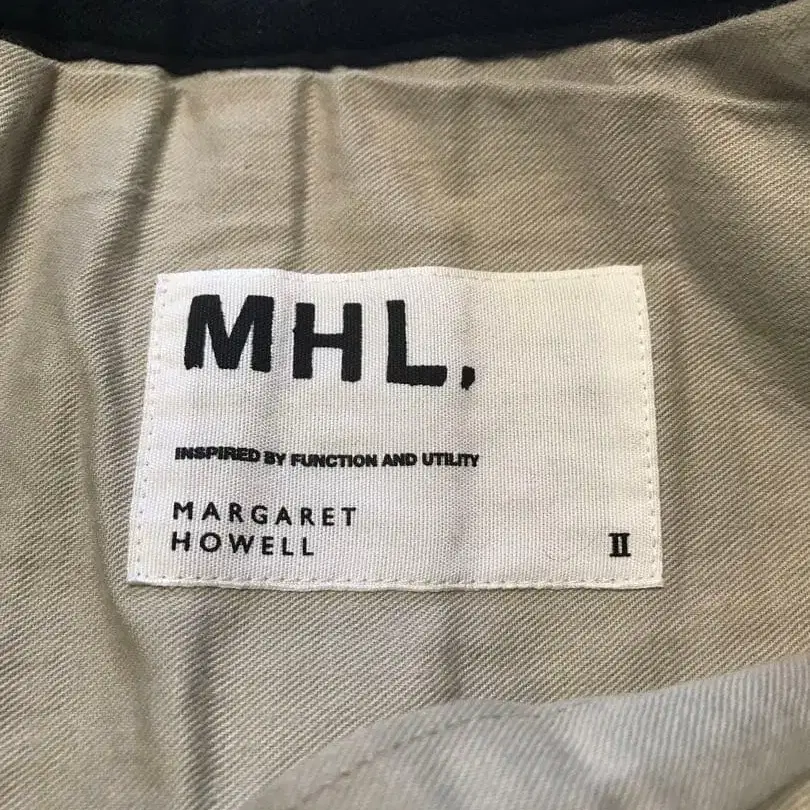 MHL.
INSPIRED BY FUNCTION AND UTILITY
MARGARET
HOWELL
II